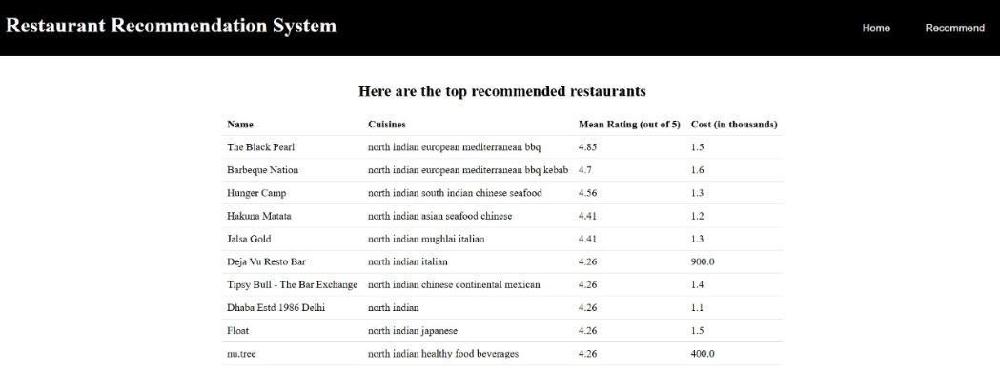 Restaurant Recommendation System
Home Recommend
Here are the top recommended restaurants
Name Cuisines Mean Rating (out of 5) Cost (in thousands)
The Black Pearl north indian european mediterranean bbq 4.85 1.5
Barbeque Nation north indian european mediterranean bbq kebab 4.7 1.6
Hunger Camp north indian south indian chinese seafood 4.56 1.3
Hakuna Matata north indian asian seafood chinese 4.41 1.2
Jalsa Gold north indian mughlai italian 4.41 1.3
Deja Vu Resto Bar north indian italian 4.26 900.0
Tipsy Bull - The Bar Exchange north indian chinese continental mexican 4.26 1.4
Dhaba Estd 1986 Delhi north indian 4.26 1.1
Float north indian japanese 4.26 1.5
nu.tree north indian healthy food beverages 4.26 400.0